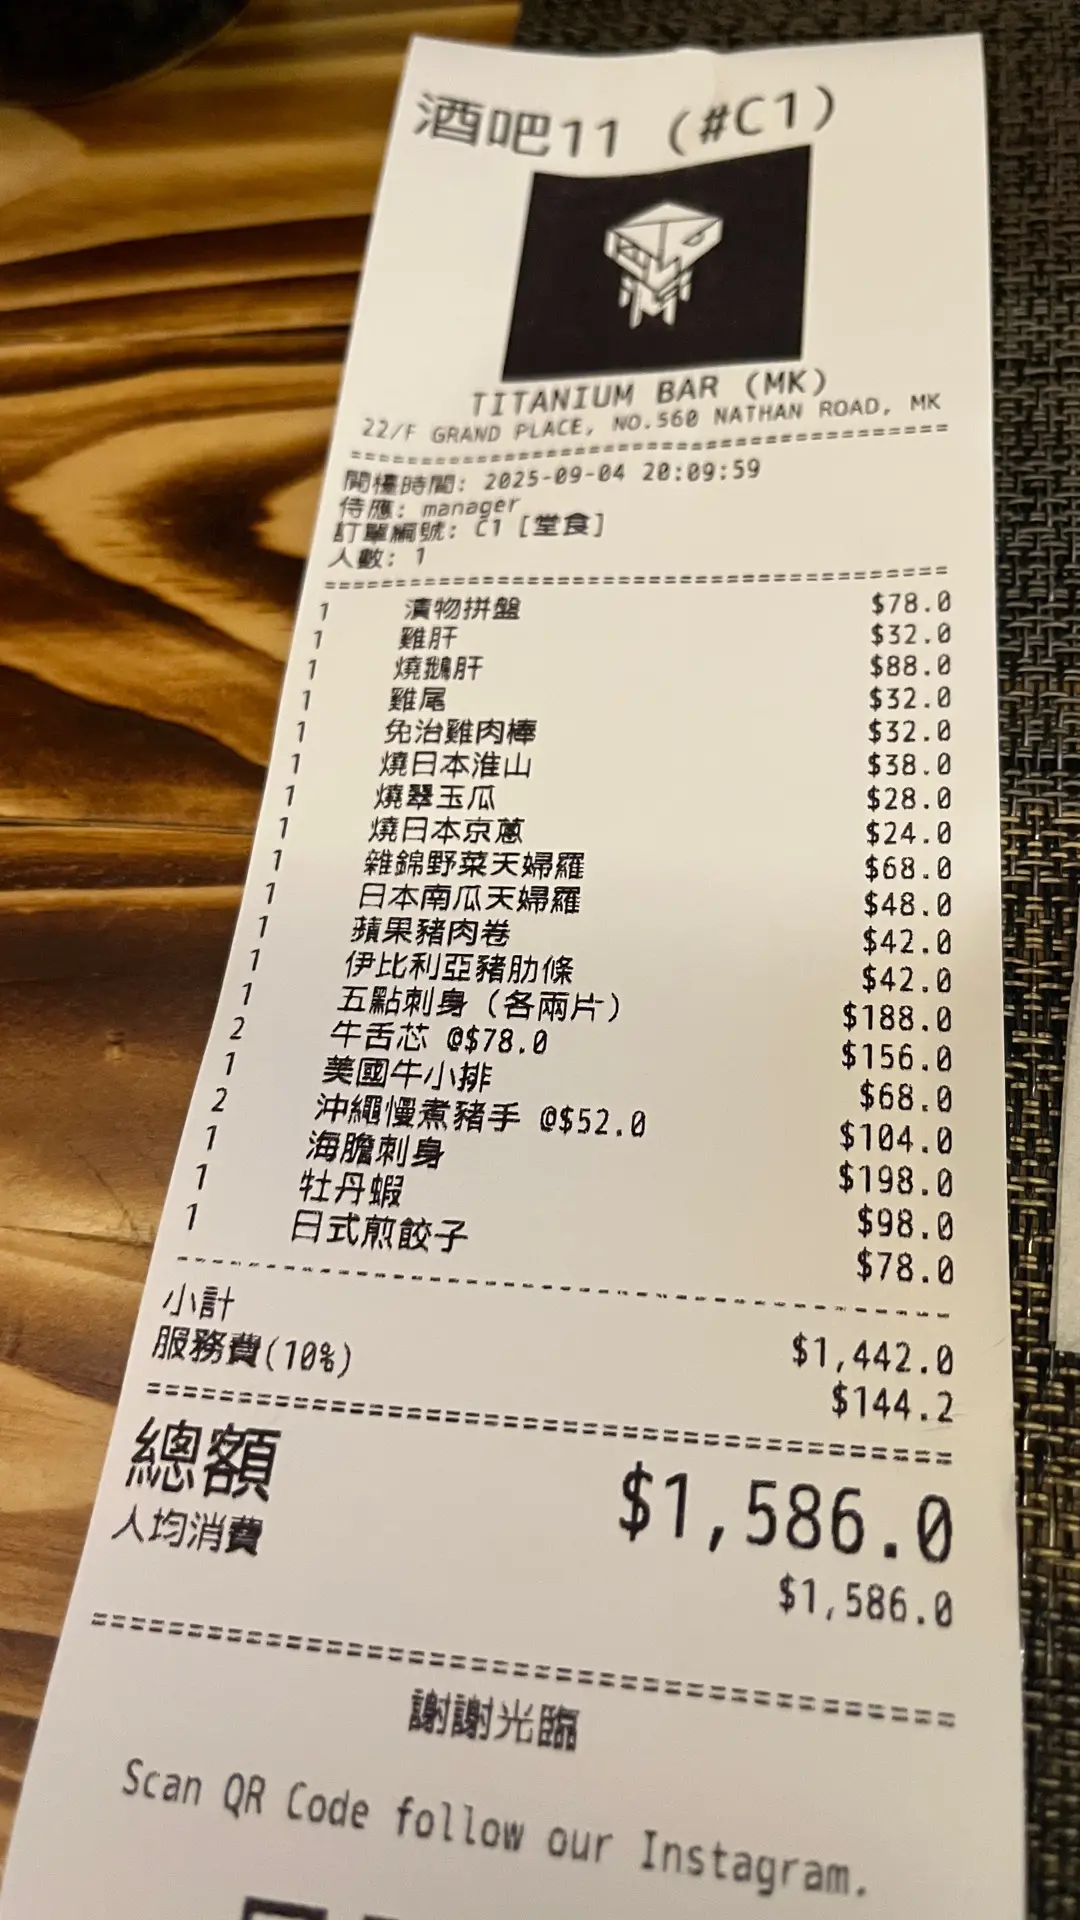 酒吧11 (#C1)
TITANIUM BAR (MK)
22/F GRAND PLACE, NO.560 NATHAN ROAD, MK
開檯時間: 2025-09-04 20:09:59
侍應: manager
訂單編號: C1 [堂食]
人數: 1
1 漬物拼盤 $78.0
1 雞肝 $32.0
1 燒鵝肝 $88.0
1 雞尾 $32.0
1 免治雞肉棒 $32.0
1 燒日本淮山 $38.0
1 燒翠玉瓜 $28.0
1 燒日本京蔥 $24.0
1 雜錦野菜天婦羅 $68.0
1 日本南瓜天婦羅 $48.0
1 蘋果豬肉卷 $42.0
1 伊比利亞豬肋條 $42.0
1 五點刺身 (各兩片) $188.0
2 牛舌芯 @$78.0 $156.0
1 美國牛小排 $68.0
2 沖繩慢煮豬手 @$52.0 $104.0
1 海膽刺身 $198.0
1 牡丹蝦 $98.0
1 日式煎餃子 $78.0
小計 $1,442.0
服務費(10%) $144.2
總額 $1,586.0
人均消費 $1,586.0
謝謝光臨
Scan QR Code follow our Instagram.